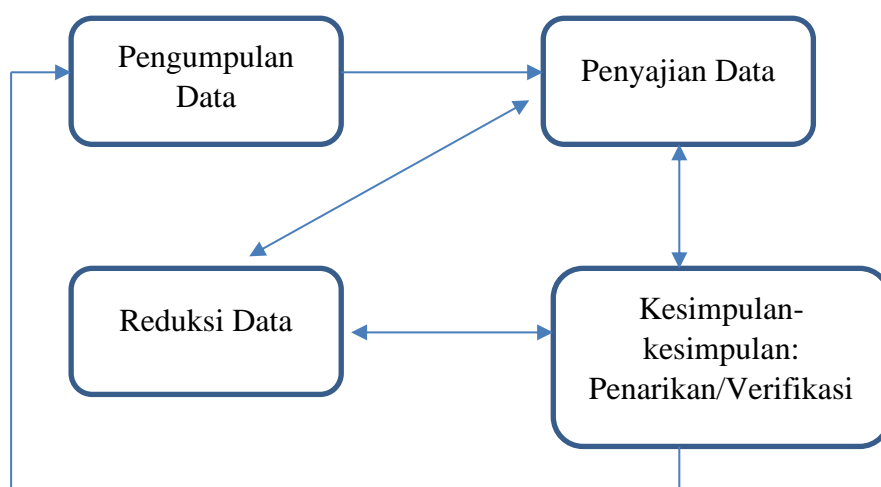 Pengumpulan
Data
Penyajian Data
Reduksi Data
Kesimpulan-
kesimpulan:
Penarikan/Verifikasi